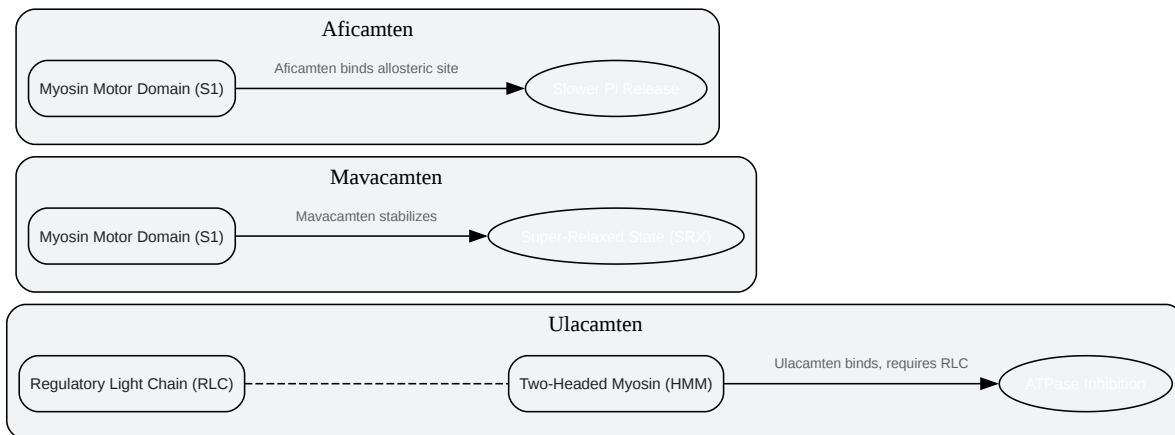 Aficamten
Myosin Motor Domain (S1)
Aficamten binds allosteric site
Slower Pi Release
Mavacamten
Myosin Motor Domain (S1)
Mavacamten stabilizes
Super-Relaxed State (SRX)
Ulacamten
Regulatory Light Chain (RLC)
Two-Headed Myosin (HMM)
Ulacamten binds, requires RLC
ATPase Inhibition